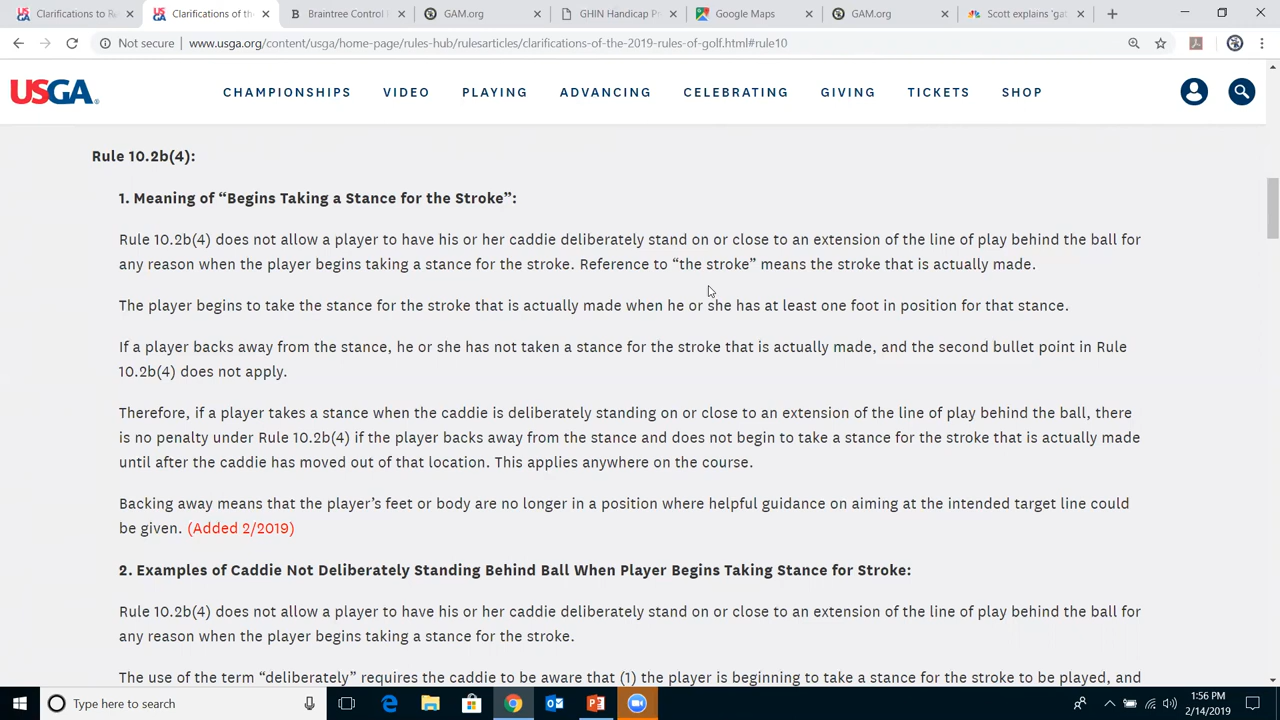 Clarifications to R
Clarifications of the
Braintree Control
GAM.org
GHIN Handicap P
Google Maps
GAM.org
Scott explains 'gat
Not secure | www.usga.org/content/usga/home-page/rules-hub/rulesarticles/clarifications-of-the-2019-rules-of-golf.html#rule10
USGA
CHAMPIONSHIPS VIDEO PLAYING ADVANCING CELEBRATING GIVING TICKETS SHOP
Rule 10.2b(4):
1. Meaning of “Begins Taking a Stance for the Stroke”:
Rule 10.2b(4) does not allow a player to have his or her caddie deliberately stand on or close to an extension of the line of play behind the ball for
any reason when the player begins taking a stance for the stroke. Reference to “the stroke” means the stroke that is actually made.
The player begins to take the stance for the stroke that is actually made when he or she has at least one foot in position for that stance.
If a player backs away from the stance, he or she has not taken a stance for the stroke that is actually made, and the second bullet point in Rule
10.2b(4) does not apply.
Therefore, if a player takes a stance when the caddie is deliberately standing on or close to an extension of the line of play behind the ball, there
is no penalty under Rule 10.2b(4) if the player backs away from the stance and does not begin to take a stance for the stroke that is actually made
until after the caddie has moved out of that location. This applies anywhere on the course.
Backing away means that the player’s feet or body are no longer in a position where helpful guidance on aiming at the intended target line could
be given. (Added 2/2019)
2. Examples of Caddie Not Deliberately Standing Behind Ball When Player Begins Taking Stance for Stroke:
Rule 10.2b(4) does not allow a player to have his or her caddie deliberately stand on or close to an extension of the line of play behind the ball for
any reason when the player begins taking a stance for the stroke.
The use of the term “deliberately” requires the caddie to be aware that (1) the player is beginning to take a stance for the stroke to be played, and
Type here to search
1:56 PM
2/14/2019